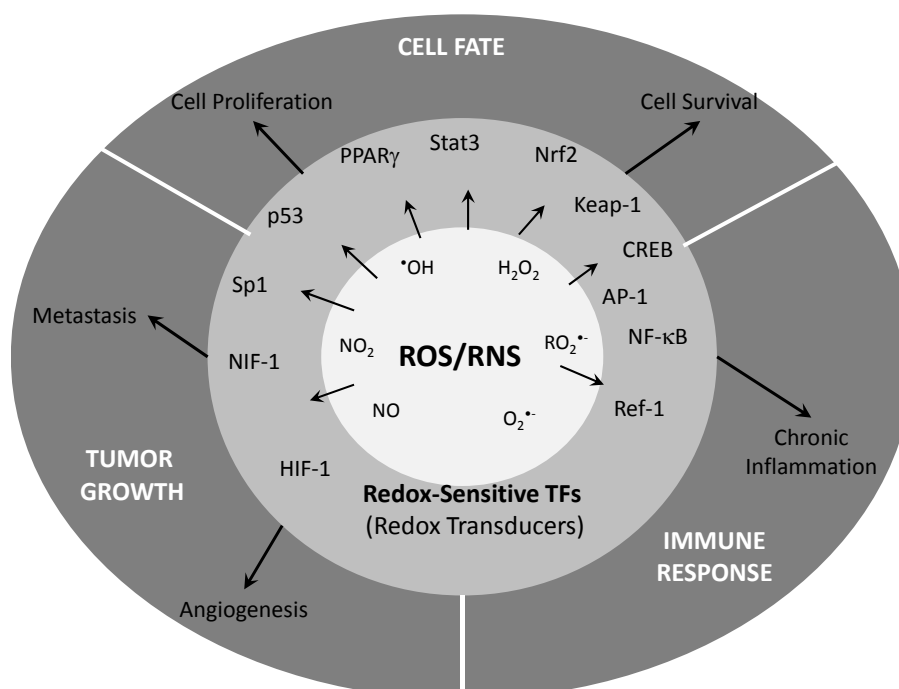 CELL FATE
Cell Proliferation
Cell Survival
Stat3
PPARγ
Nrf2
Keap-1
p53
CREB
•OH
H₂O₂
Sp1
AP-1
Metastasis
NF-κB
NO₂
ROS/RNS
RO₂•-
NIF-1
NO
O₂•-
Ref-1
Chronic
Inflammation
TUMOR
GROWTH
HIF-1
Redox-Sensitive TFs
(Redox Transducers)
IMMUNE
RESPONSE
Angiogenesis